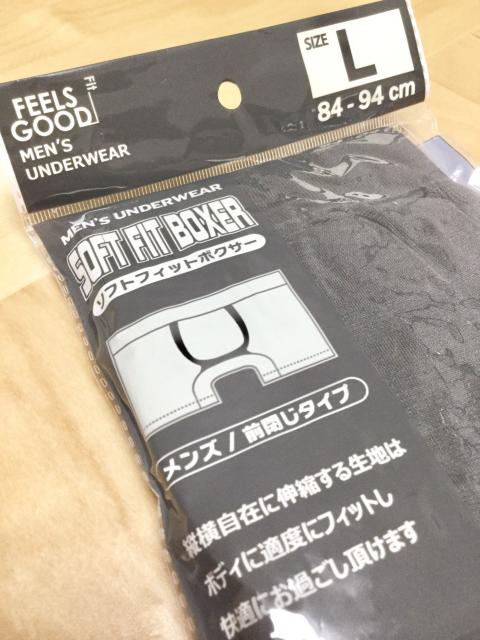 FEELS
GOOD
Fit
MEN'S
UNDERWEAR
SIZE
L
84-94 cm
MEN'S UNDERWEAR
SOFT FIT BOXER
ソフトフィットボクサー
メンズ/前閉じタイプ
縦横自在に伸縮する生地は
ボディに適度にフィットし
快適にお過ごし頂けます